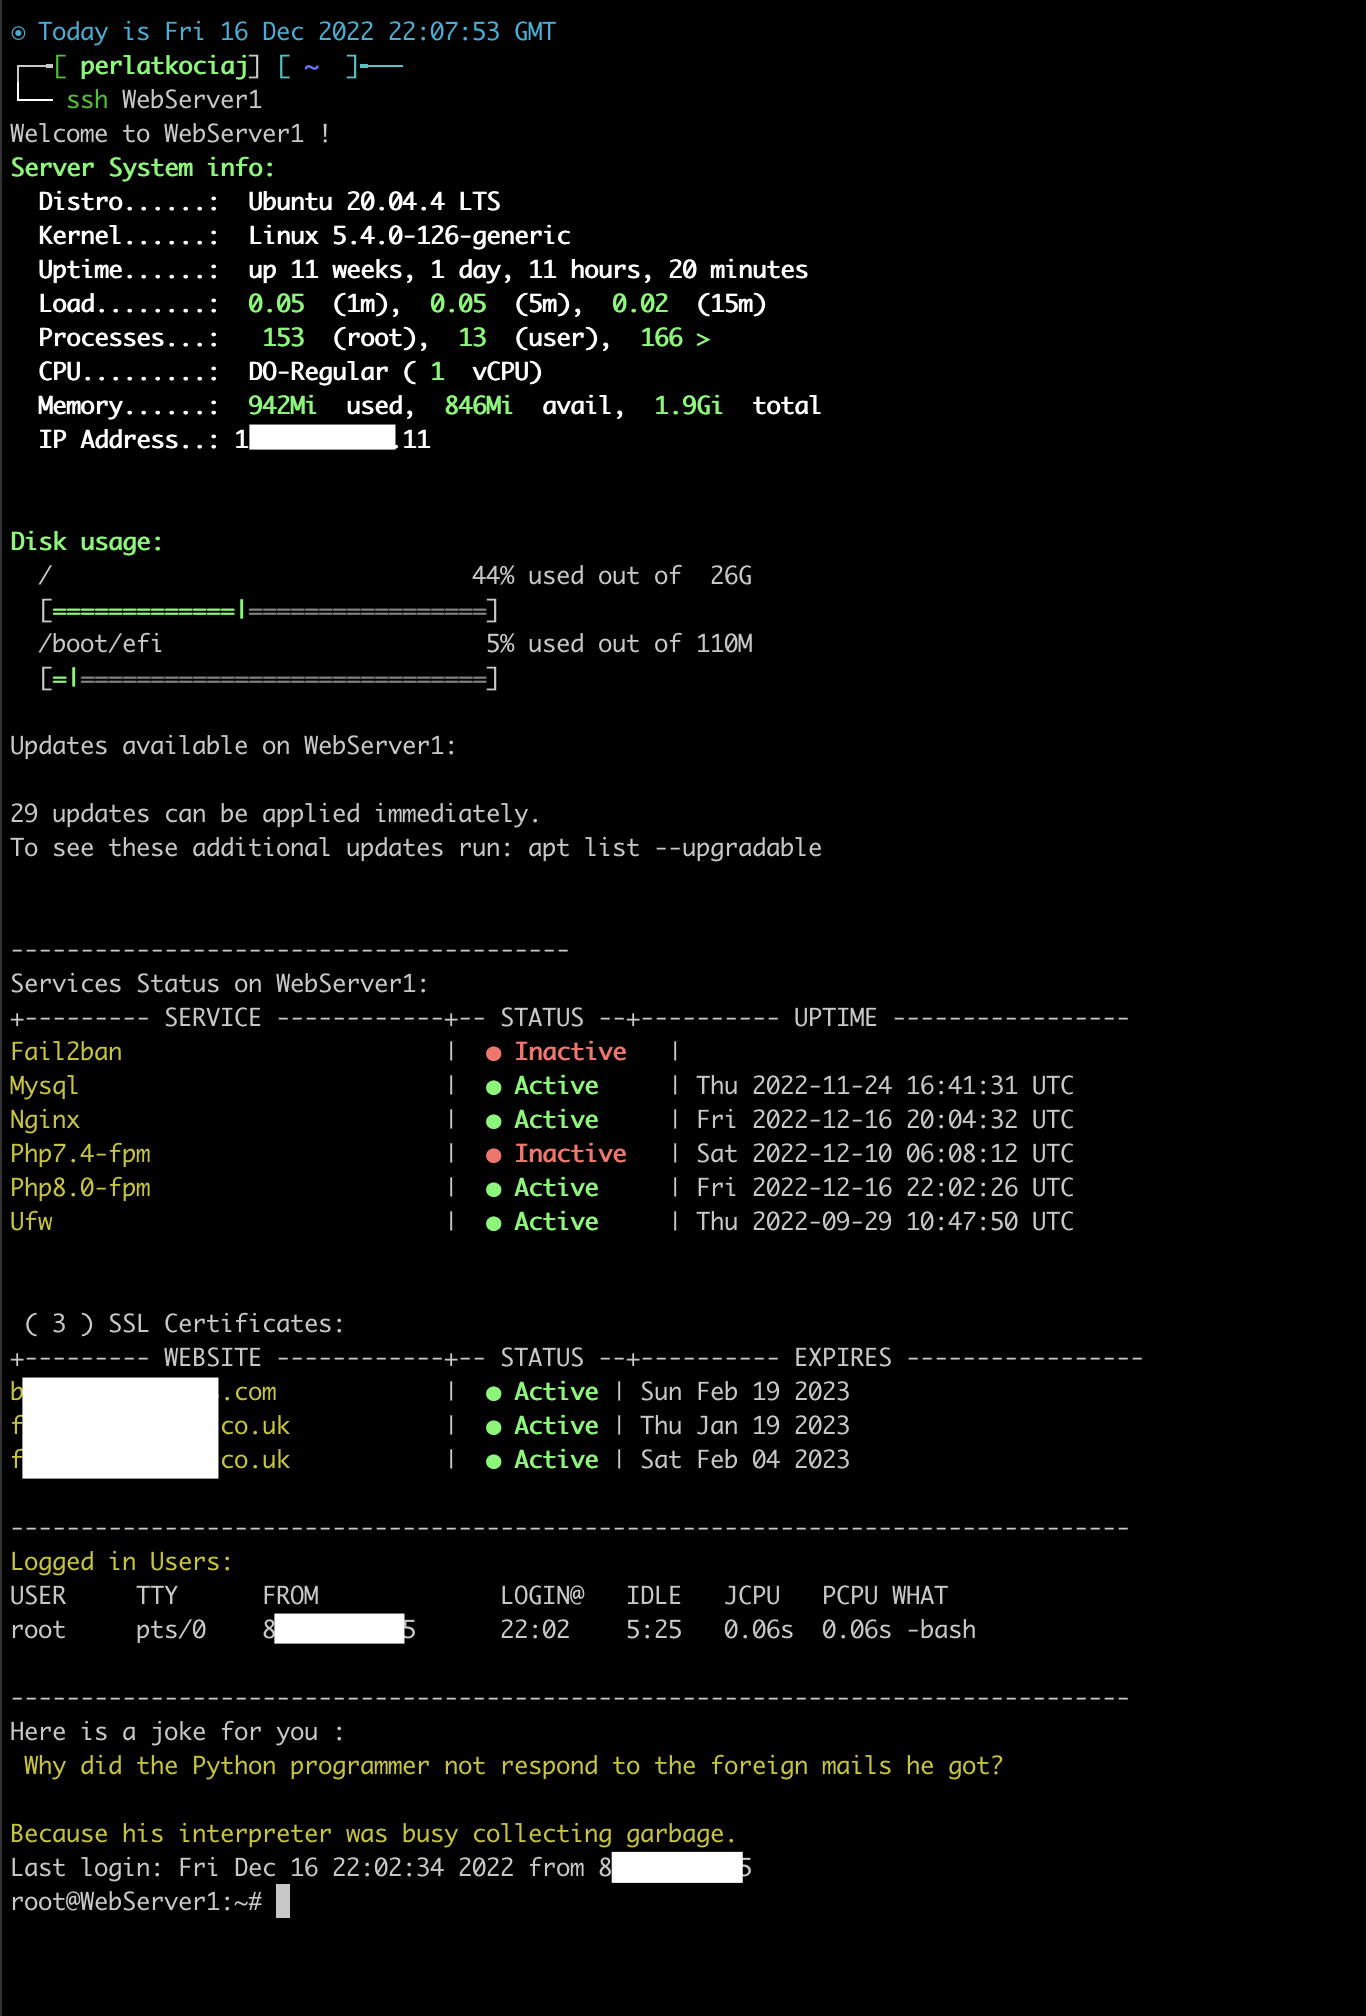 Today is Fri 16 Dec 2022 22:07:53 GMT
[ perlatkociaj] [ ~ ]
ssh WebServer1
Welcome to WebServer1 !
Server System info:
Distro......: Ubuntu 20.04.4 LTS
Kernel......: Linux 5.4.0-126-generic
Uptime......: up 11 weeks, 1 day, 11 hours, 20 minutes
Load........: 0.05 (1m), 0.05 (5m), 0.02 (15m)
Processes...: 153 (root), 13 (user), 166 >
CPU.........: DO-Regular ( 1 vCPU)
Memory......: 942Mi used, 846Mi avail, 1.9Gi total
IP Address..: 1 .11
Disk usage:
/ 44% used out of 26G
[=============|=================]
/boot/efi 5% used out of 110M
[=|=============================]
Updates available on WebServer1:
29 updates can be applied immediately.
To see these additional updates run: apt list --upgradable
----------------------------------------
Services Status on WebServer1:
+--------- SERVICE ------------+-- STATUS --+---------- UPTIME -----------------
Fail2ban | ● Inactive |
Mysql | ● Active | Thu 2022-11-24 16:41:31 UTC
Nginx | ● Active | Fri 2022-12-16 20:04:32 UTC
Php7.4-fpm | ● Inactive | Sat 2022-12-10 06:08:12 UTC
Php8.0-fpm | ● Active | Fri 2022-12-16 22:02:26 UTC
Ufw | ● Active | Thu 2022-09-29 10:47:50 UTC
( 3 ) SSL Certificates:
+--------- WEBSITE ------------+-- STATUS --+---------- EXPIRES -----------------
b .com | ● Active | Sun Feb 19 2023
f co.uk | ● Active | Thu Jan 19 2023
f co.uk | ● Active | Sat Feb 04 2023
--------------------------------------------------------------------------------
Logged in Users:
USER TTY FROM LOGIN@ IDLE JCPU PCPU WHAT
root pts/0 8 5 22:02 5:25 0.06s 0.06s -bash
--------------------------------------------------------------------------------
Here is a joke for you :
Why did the Python programmer not respond to the foreign mails he got?
Because his interpreter was busy collecting garbage.
Last login: Fri Dec 16 22:02:34 2022 from 8 5
root@WebServer1:~#